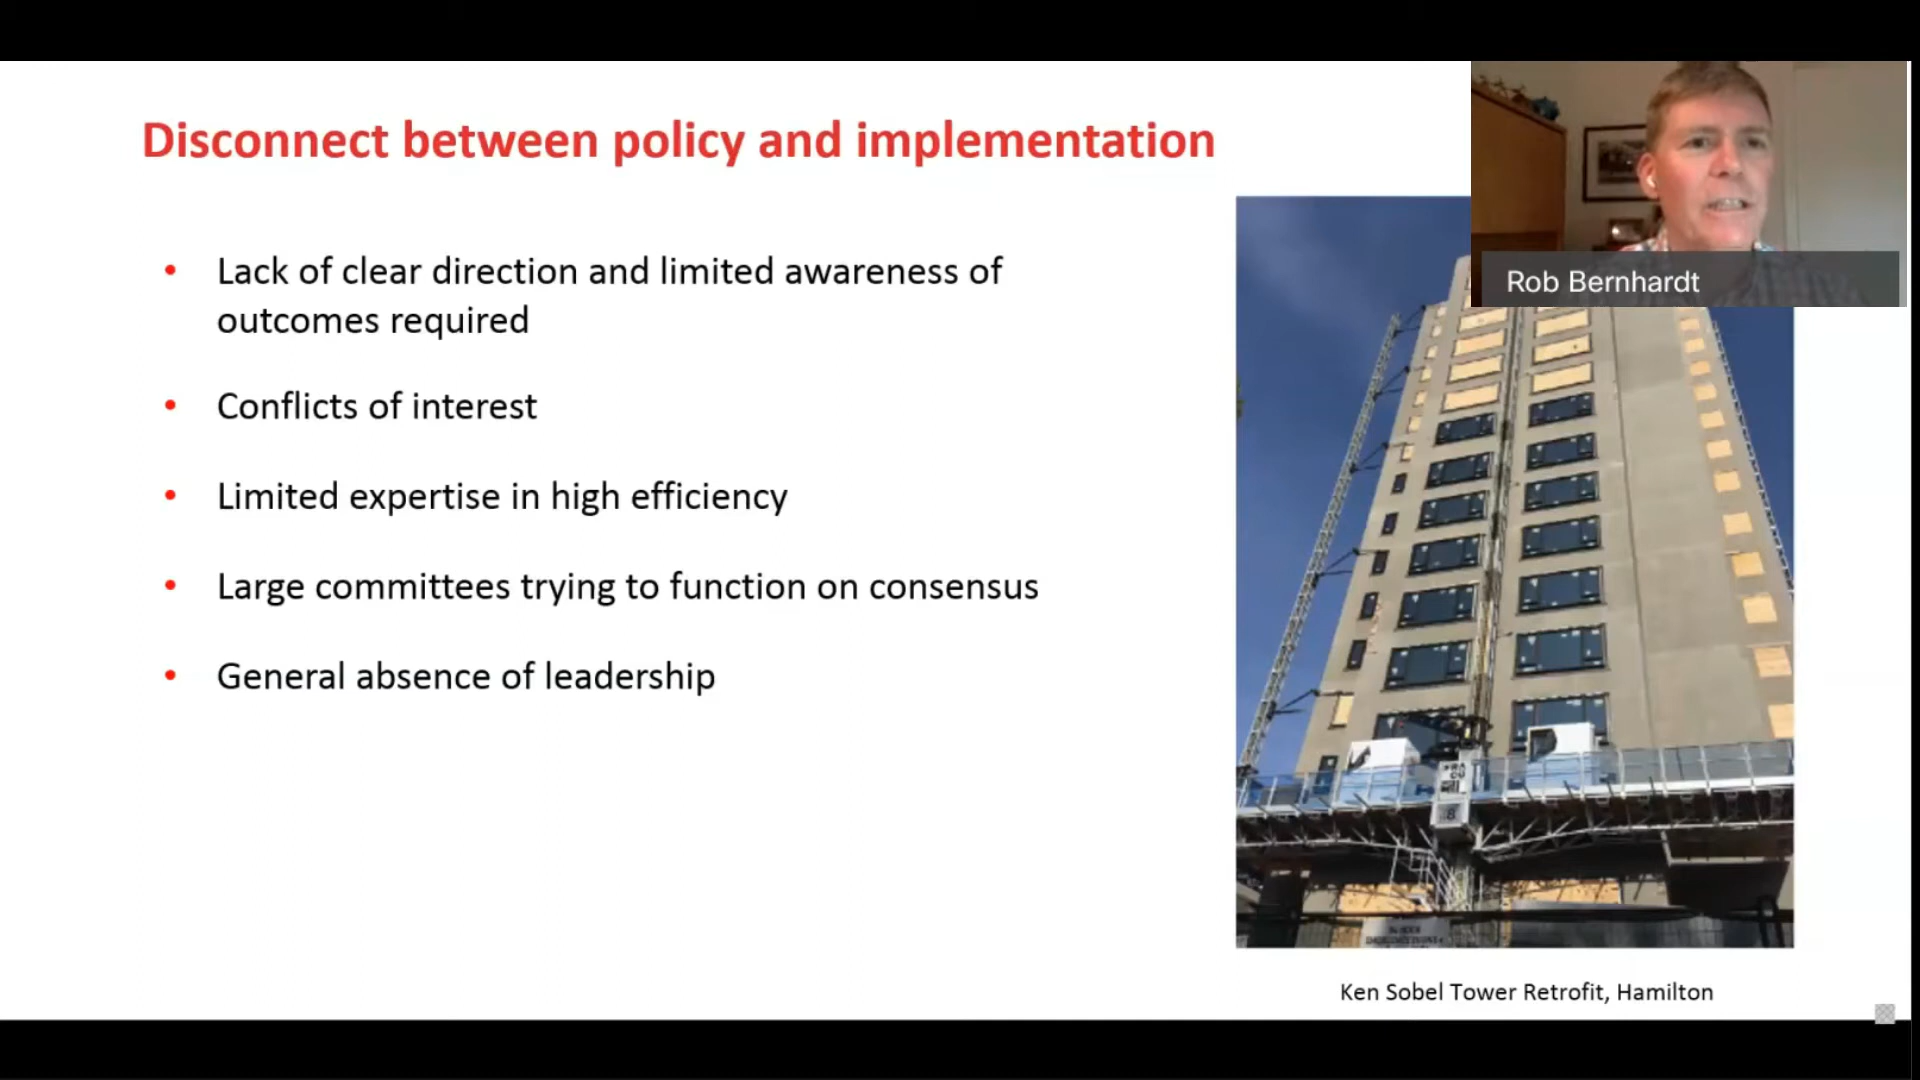 Disconnect between policy and implementation
Rob Bernhardt
Lack of clear direction and limited awareness of
outcomes required
Conflicts of interest
Limited expertise in high efficiency
Large committees trying to function on consensus
General absence of leadership
8
Ken Sobel Tower Retrofit, Hamilton